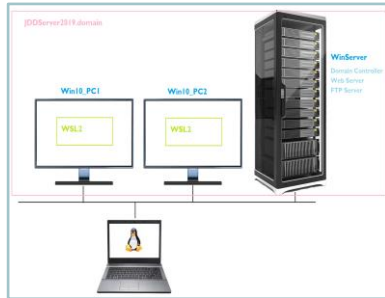 JDDServer2019.domain
WinServer
Domain Controller
Web Server
FTP Server
Win10_PC1
Win10_PC2
WSL2
WSL2